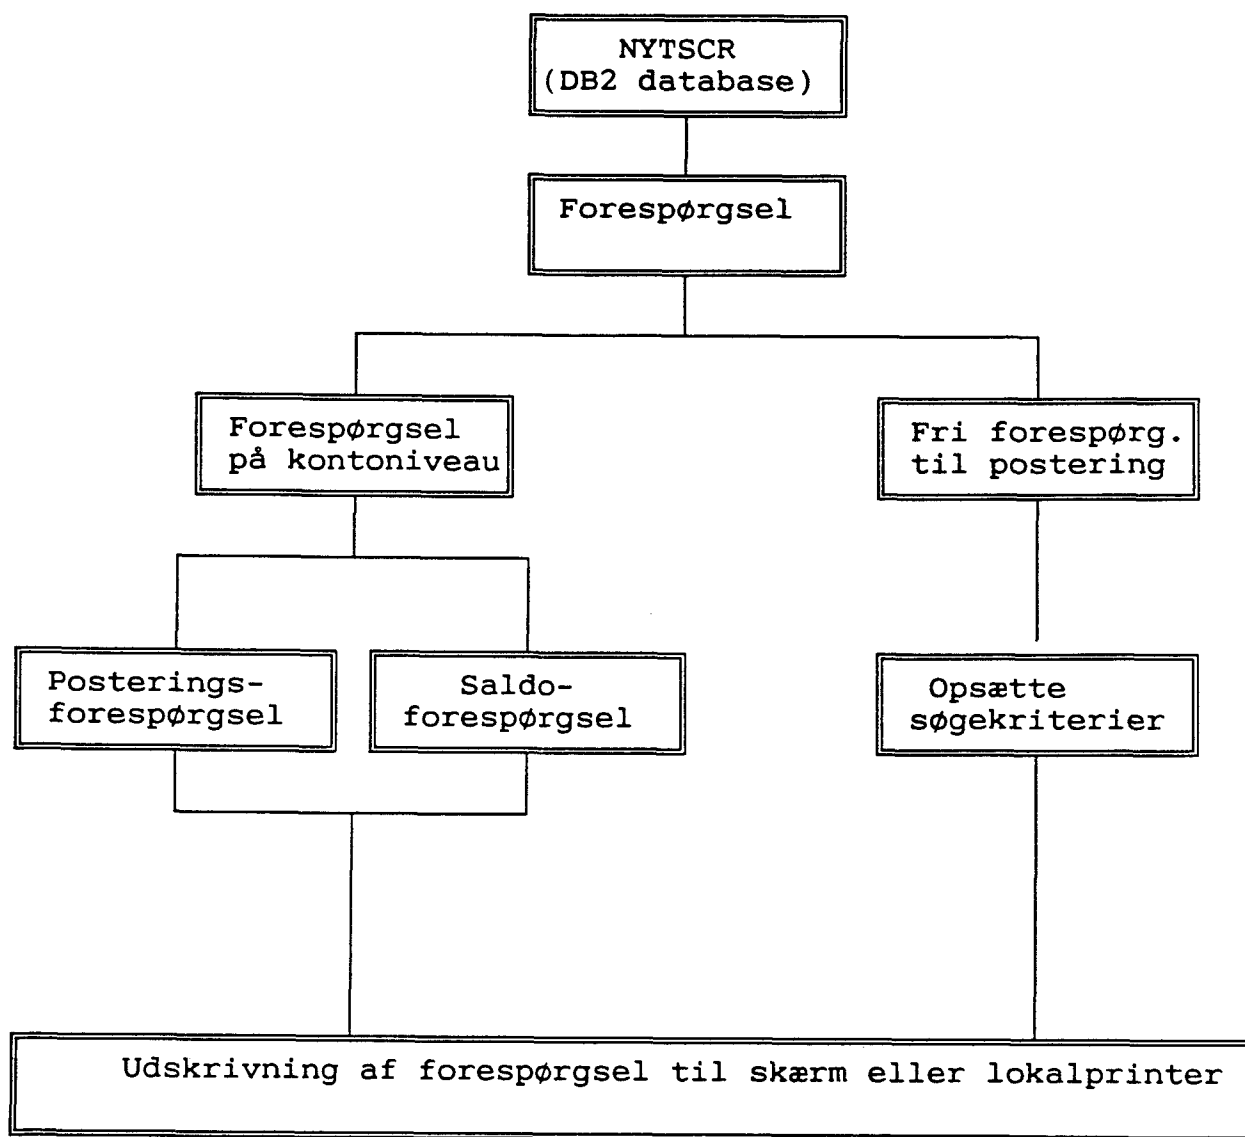 NYTSCR
(DB2 database)
Forespørgsel
Forespørgsel
på kontoniveau
Fri forespørg.
til postering
Posterings-
forespørgsel
Saldo-
forespørgsel
Opsætte
søgekriterier
Udskrivning af forespørgsel til skærm eller lokalprinter